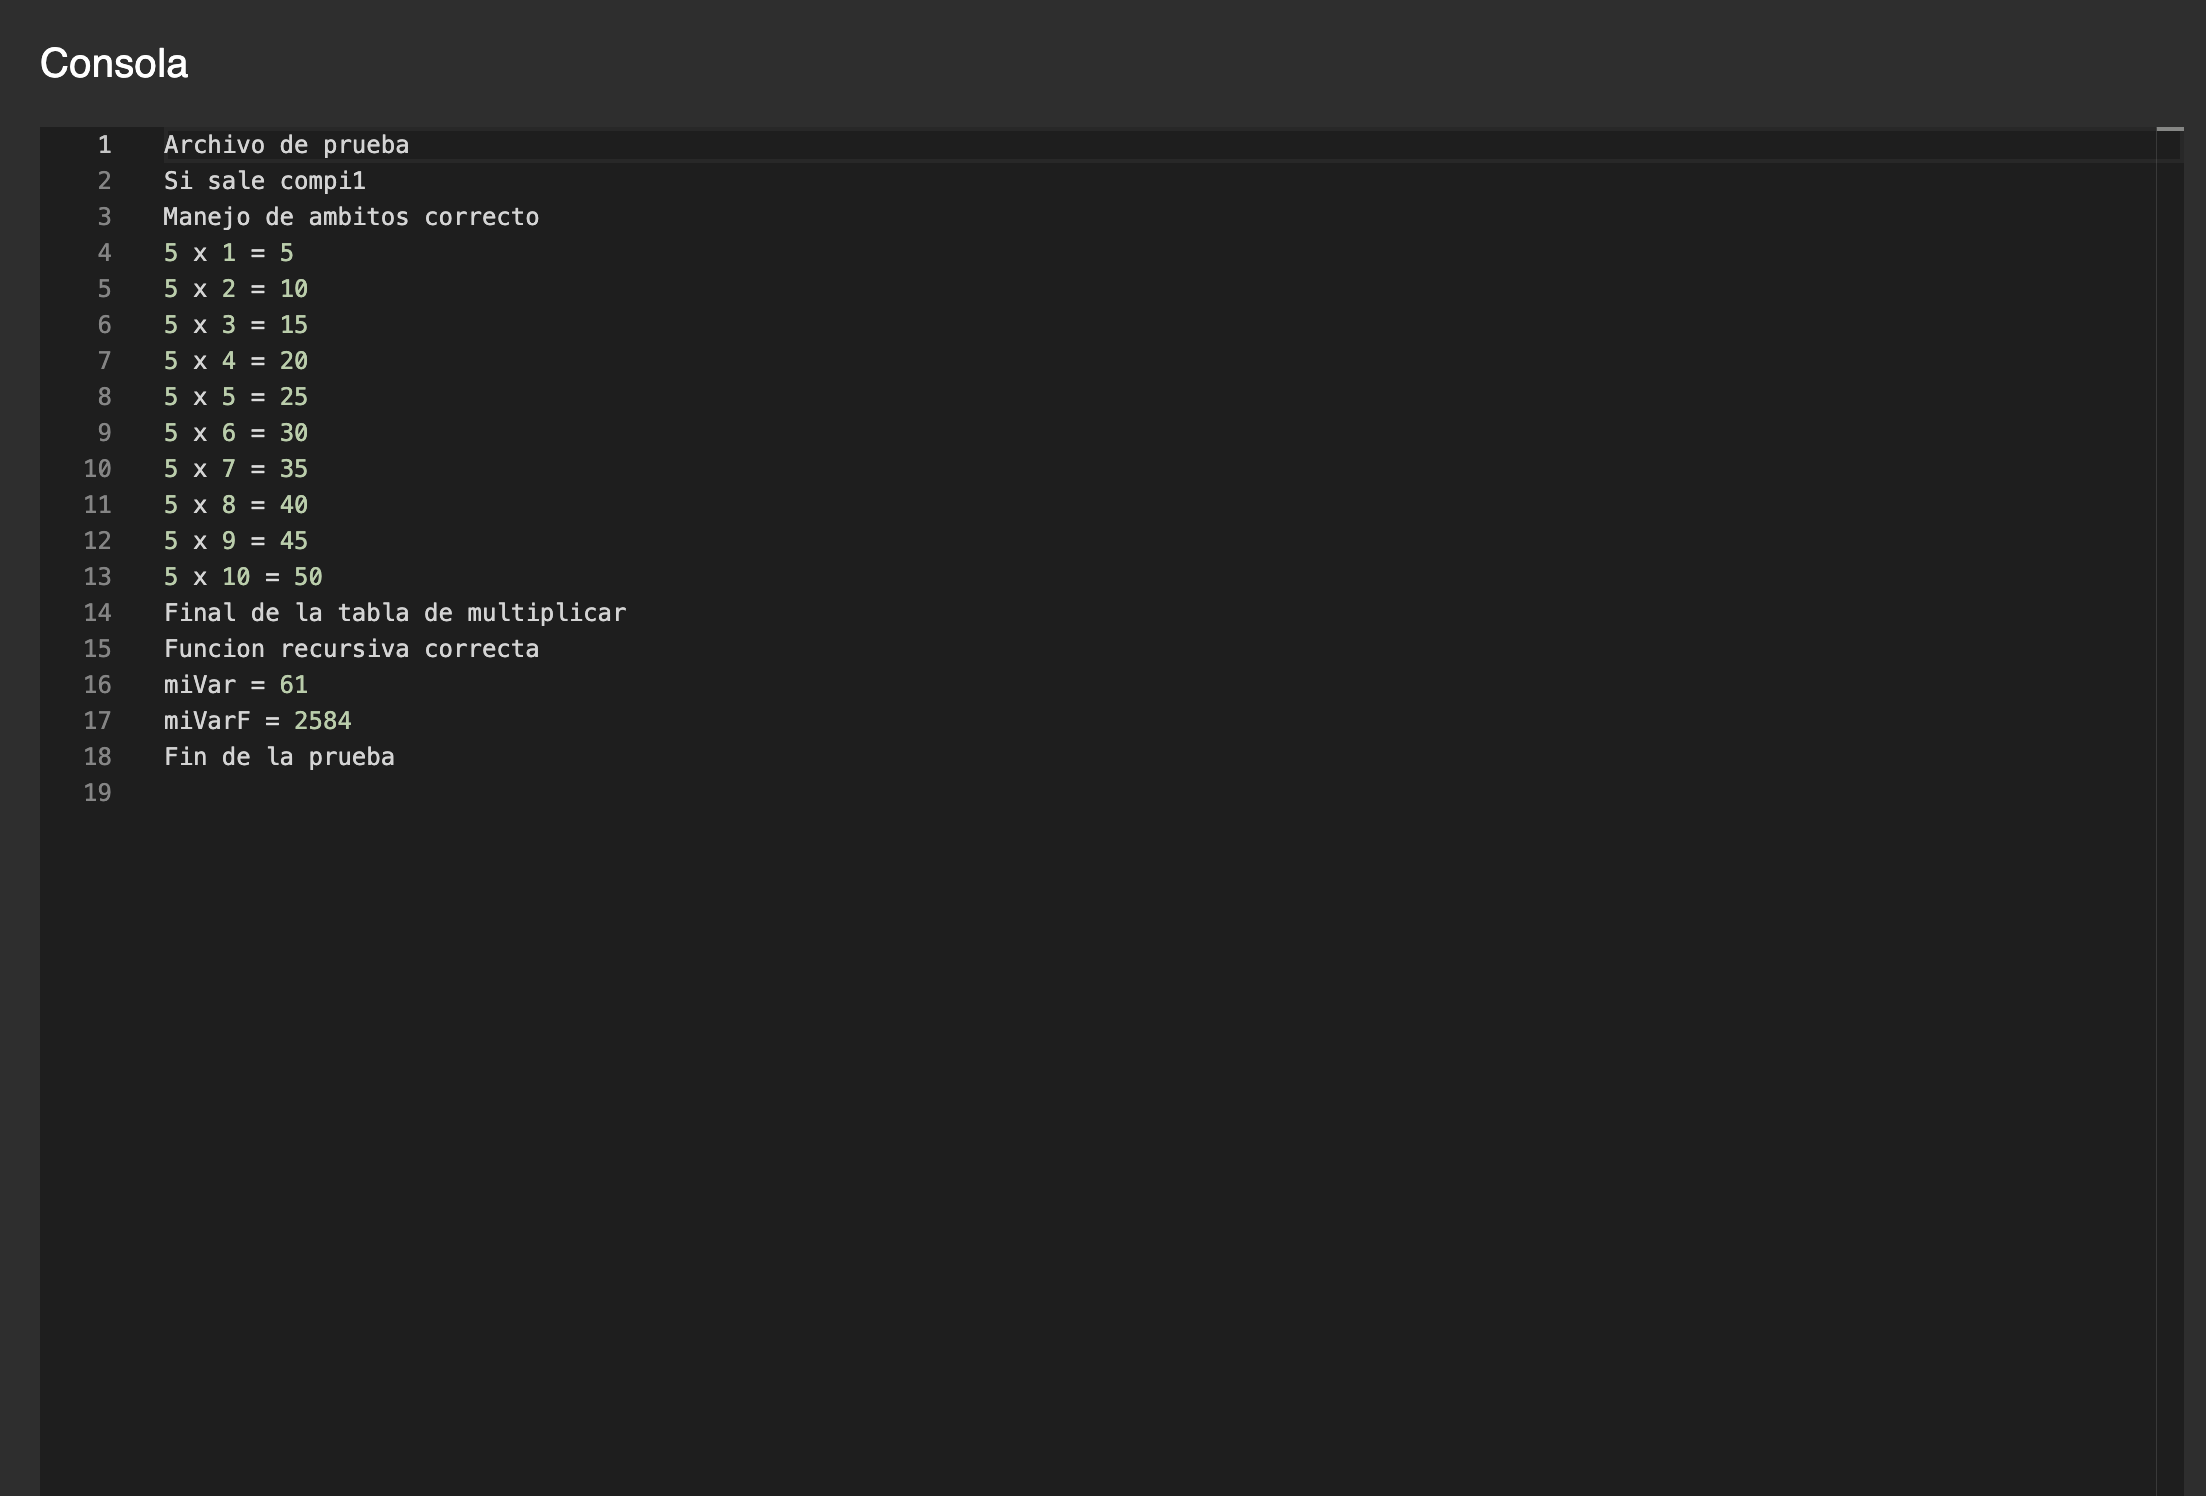 Consola
1 Archivo de prueba
2 Si sale compi1
3 Manejo de ambitos correcto
4 5 x 1 = 5
5 5 x 2 = 10
6 5 x 3 = 15
7 5 x 4 = 20
8 5 x 5 = 25
9 5 x 6 = 30
10 5 x 7 = 35
11 5 x 8 = 40
12 5 x 9 = 45
13 5 x 10 = 50
14 Final de la tabla de multiplicar
15 Funcion recursiva correcta
16 miVar = 61
17 miVarF = 2584
18 Fin de la prueba
19